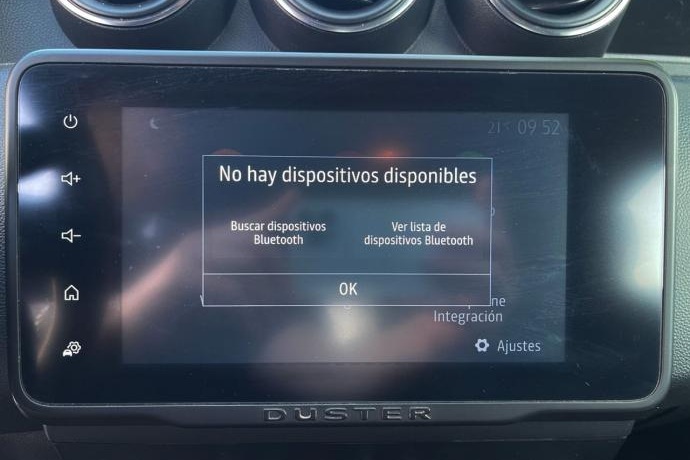 21° 09:52
No hay dispositivos disponibles
Buscar dispositivos
Bluetooth
Ver lista de
dispositivos Bluetooth
OK
Integración
Ajustes
DUSTER